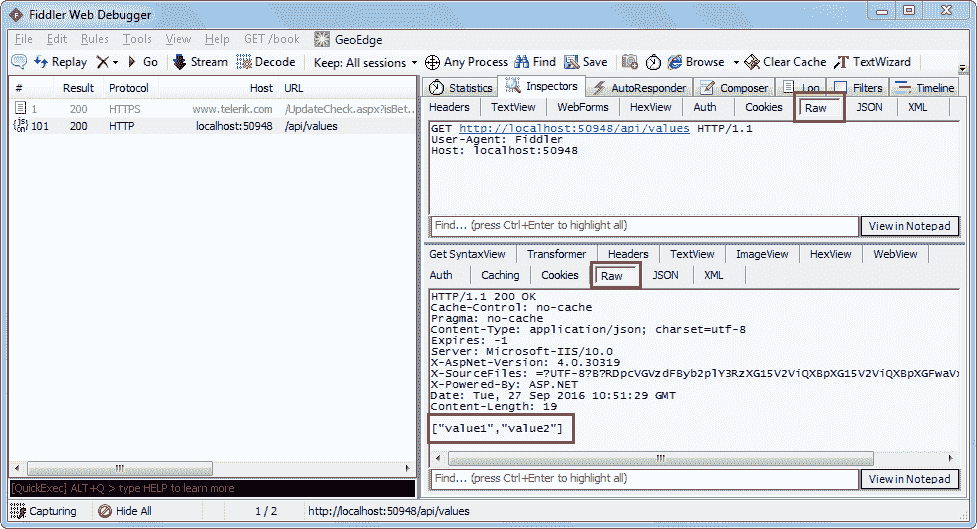 Fiddler Web Debugger
File Edit Rules Tools View Help GET /book GeoEdge
Replay Go Stream Decode Keep: All sessions Any Process Find Save Browse Clear Cache TextWizard
# Result Protocol Host URL
1 200 HTTPS www.telerik.com /UpdateCheck.aspx?isBet...
101 200 HTTP localhost:50948 /api/values
Statistics Inspectors AutoResponder Composer Log Filters Timeline
Headers TextView WebForms HexView Auth Cookies Raw JSON XML
GET http://localhost:50948/api/values HTTP/1.1
User-Agent: Fiddler
Host: localhost:50948
Find... (press Ctrl+Enter to highlight all) View in Notepad
Get SyntaxView Transformer Headers TextView ImageView HexView WebView
Auth Caching Cookies Raw JSON XML
HTTP/1.1 200 OK
Cache-Control: no-cache
Pragma: no-cache
Content-Type: application/json; charset=utf-8
Expires: -1
Server: Microsoft-IIS/10.0
X-AspNet-Version: 4.0.30319
X-SourceFiles:
X-Powered-By: ASP.NET
Date: Tue, 27 Sep 2016 10:51:29 GMT
Content-Length: 19
["value1","value2"]
Find... (press Ctrl+Enter to highlight all) View in Notepad
[QuickExec] ALT+Q > type HELP to learn more
Capturing Hide All 1 / 2 http://localhost:50948/api/values